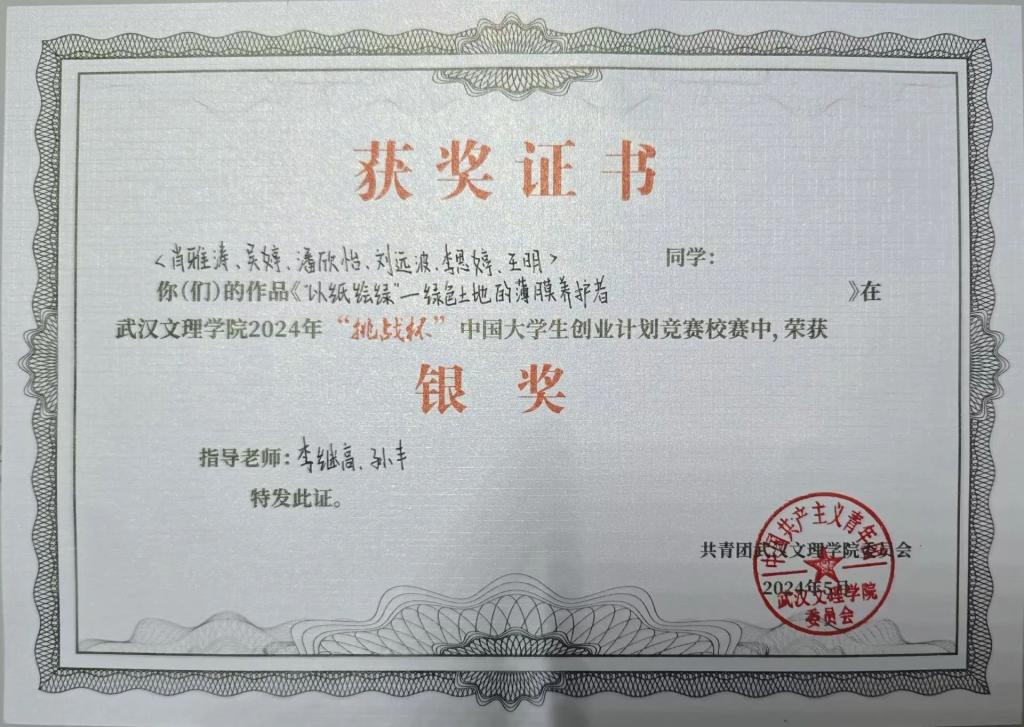 获奖证书
<肖雅涛、吴婷、潘欣怡、刘远波、李思婷、王明> 同学：
你(们)的作品《“以纸绘绿”—绿色土地的薄膜养护者 》在
武汉文理学院2024年“挑战杯”中国大学生创业计划竞赛校赛中,荣获
银奖
指导老师：李继高、孙丰
特发此证。
共青团武汉文理学院委员会
2024年5月
中国共产主义青年团
武汉文理学院
委员会